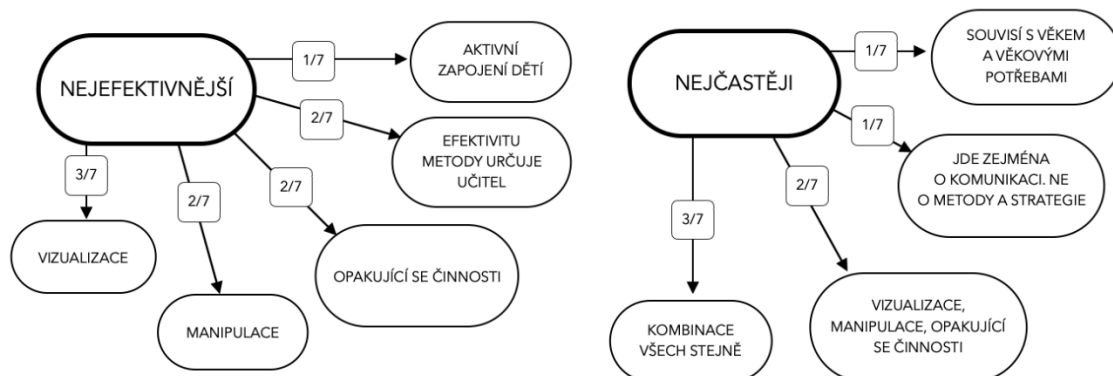 NEJEFEKTIVNĚJŠÍ
1/7
AKTIVNÍ
ZAPOJENÍ DĚTÍ
2/7
EFEKTIVITU
METODY URČUJE
UČITEL
2/7
OPAKUJÍCÍ SE ČINNOSTI
2/7
MANIPULACE
3/7
VIZUALIZACE
NEJČASTĚJI
1/7
SOUVISÍ S VĚKEM
A VĚKOVÝMI
POTŘEBAMI
1/7
JDE ZEJMÉNA
O KOMUNIKACI. NE
O METODY A STRATEGIE
2/7
VIZUALIZACE,
MANIPULACE, OPAKUJÍCÍ
SE ČINNOSTI
3/7
KOMBINACE
VŠECH STEJNĚ